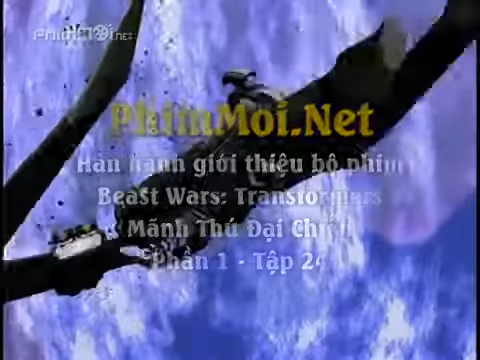 PhimMoi.NET
PhimMoi.Net
Hân hạnh giới thiệu bộ phim
Beast Wars: Transformers
Mãnh Thú Đại Chiến
Phần 1 - Tập 24